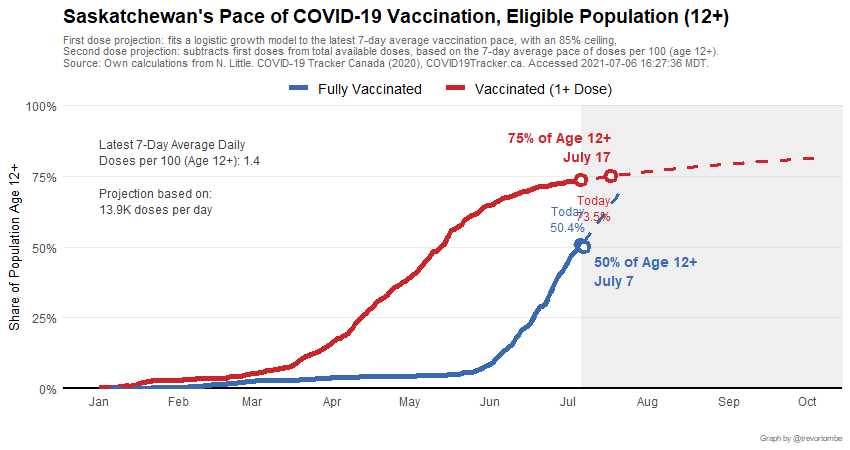 Saskatchewan's Pace of COVID-19 Vaccination, Eligible Population (12+)
First dose projection: fits a logistic growth model to the latest 7-day average vaccination pace, with an 85% ceiling,
Second dose projection: subtracts first doses from total available doses, based on the 7-day average pace of doses per 100 (age 12+).
Source: Own calculations from N. Little. COVID-19 Tracker Canada (2020), COVID19Tracker.ca. Accessed 2021-07-06 16:27:36 MDT.
Fully Vaccinated
Vaccinated (1+ Dose)
Share of Population Age 12+
100%
75%
50%
25%
0%
Latest 7-Day Average Daily
Doses per 100 (Age 12+): 1.4
Projection based on:
13.9K doses per day
75% of Age 12+
July 17
Today
73.5%
Today
50.4%
50% of Age 12+
July 7
Jan
Feb
Mar
Apr
May
Jun
Jul
Aug
Sep
Oct
Graph by @trevortombe